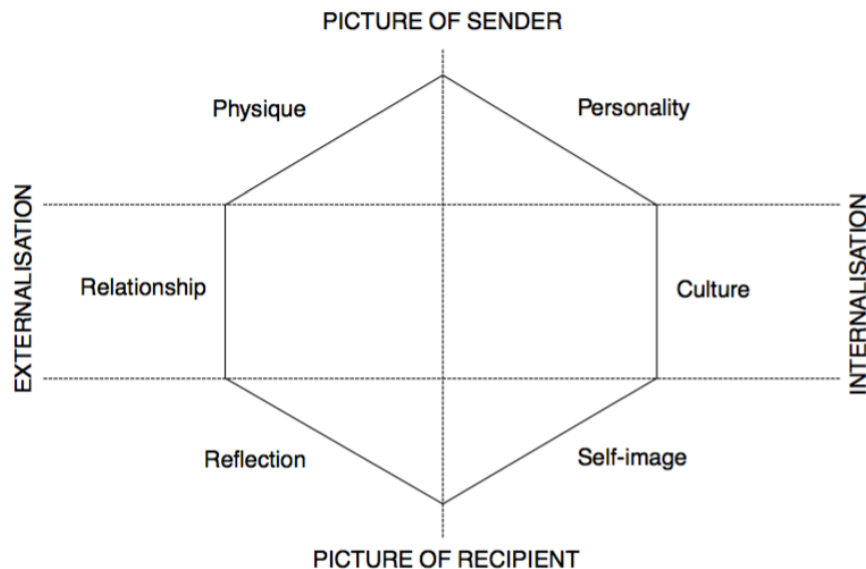 PICTURE OF SENDER
Physique
Personality
EXTERNALISATION
INTERNALISATION
Relationship
Culture
Reflection
Self-image
PICTURE OF RECIPIENT